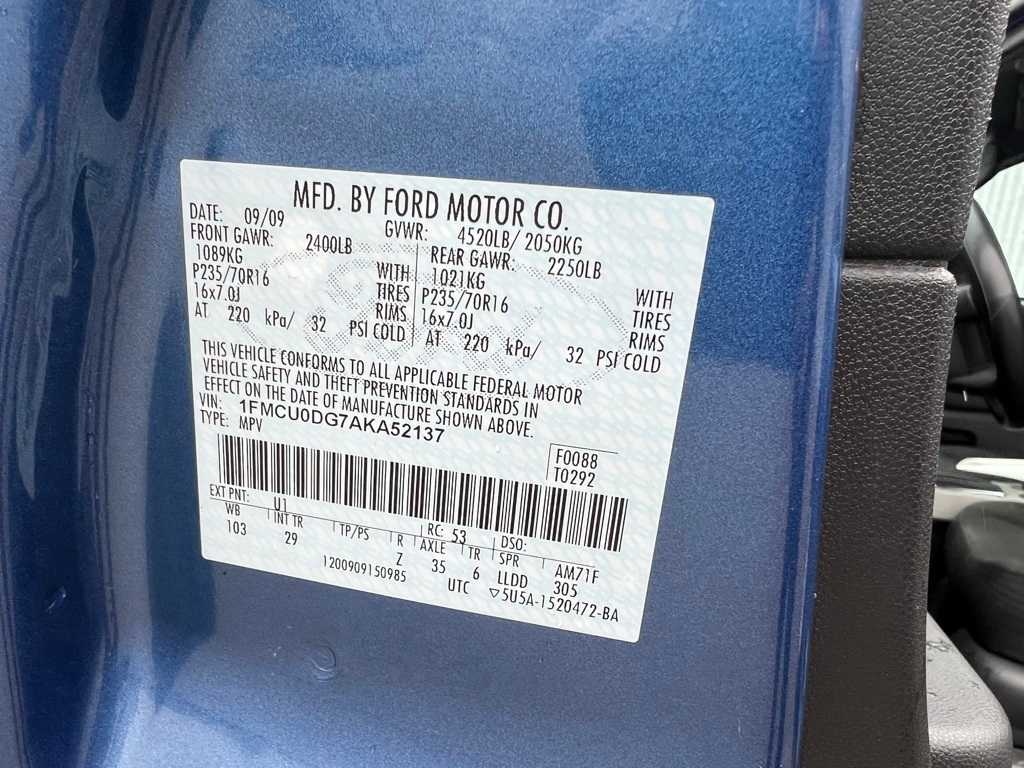 MFD. BY FORD MOTOR CO.
DATE: 09/09 GVWR: 4520LB/ 2050KG
FRONT GAWR: 2400LB REAR GAWR: 2250LB
1089KG WITH 1021KG WITH
P235/70R16 TIRES P235/70R16 TIRES
16x7.0J RIMS 16x7.0J RIMS
AT 220 kPa/ 32 PSI COLD AT 220 kPa/ 32 PSI COLD
THIS VEHICLE CONFORMS TO ALL APPLICABLE FEDERAL MOTOR
VEHICLE SAFETY AND THEFT PREVENTION STANDARDS IN
EFFECT ON THE DATE OF MANUFACTURE SHOWN ABOVE.
VIN: 1FMCU0DG7AKA52137
TYPE: MPV
F0088
T0292
EXT PNT: U1 RC: 53 DSO:
WB INT TR TP/PS R AXLE TR SPR AM71F
103 29 Z 35 6 LLDD 305
1200909150985 UTC ▽5U5A-1520472-BA